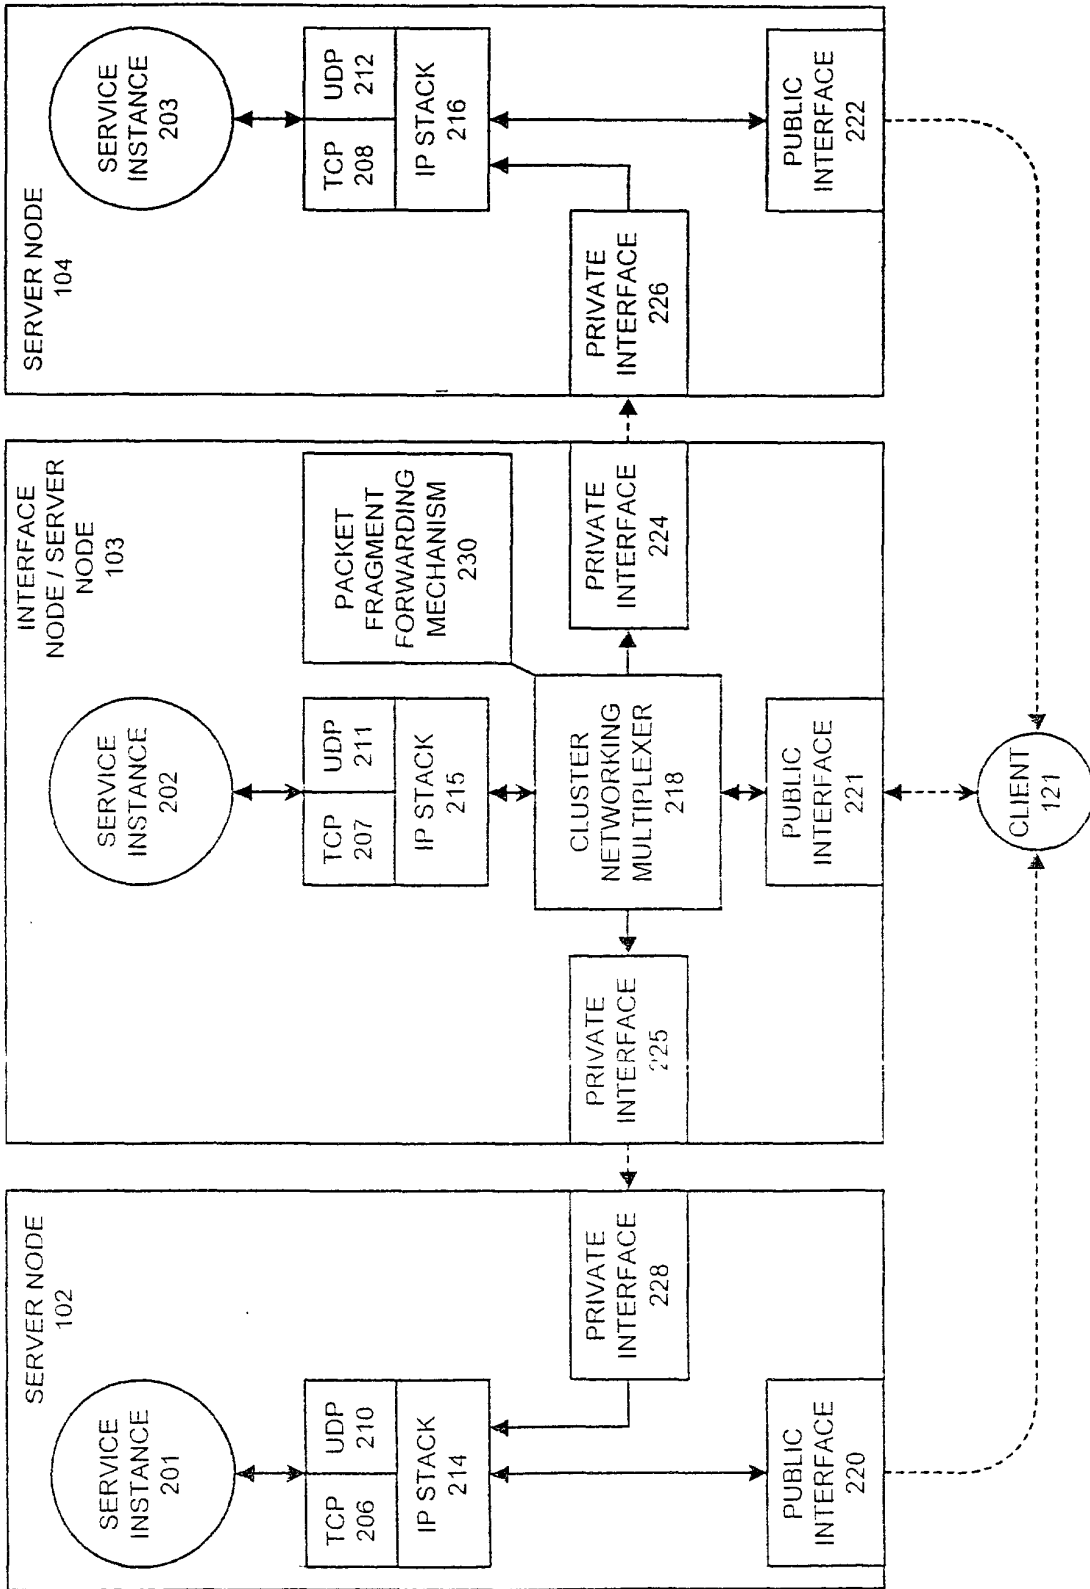 SERVER NODE
102
SERVICE
INSTANCE
201
TCP
206
UDP
210
IP STACK
214
PRIVATE
INTERFACE
228
PUBLIC
INTERFACE
220
INTERFACE
NODE / SERVER
NODE
103
SERVICE
INSTANCE
202
TCP
207
UDP
211
IP STACK
215
PACKET
FRAGMENT
FORWARDING
MECHANISM
230
PRIVATE
INTERFACE
225
CLUSTER
NETWORKING
MULTIPLEXER
218
PRIVATE
INTERFACE
224
PUBLIC
INTERFACE
221
SERVER NODE
104
SERVICE
INSTANCE
203
TCP
208
UDP
212
IP STACK
216
PRIVATE
INTERFACE
226
PUBLIC
INTERFACE
222
CLIENT
121